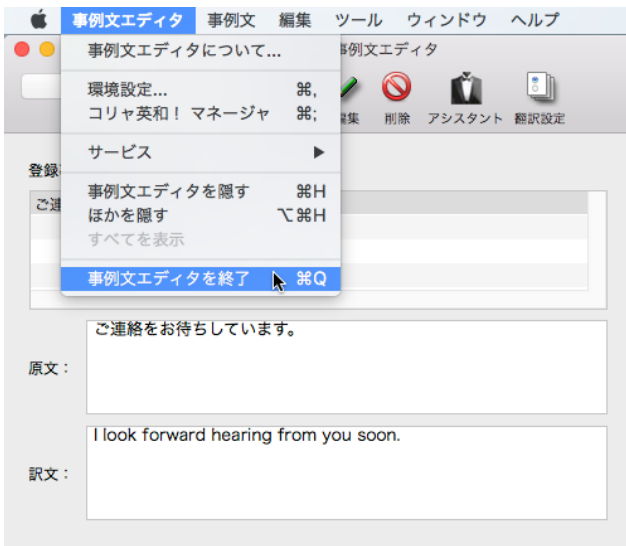 事例文エディタ 事例文 編集 ツール ウィンドウ ヘルプ
事例文エディタについて... 事例文エディタ
環境設定... ⌘,
コリャ英和! マネージャ ⌘;
編集 削除 アシスタント 翻訳設定
サービス ▶
登録
事例文エディタを隠す ⌘H
ご連
ほかを隠す ⌥⌘H
すべてを表示
事例文エディタを終了 ⌘Q
ご連絡をお待ちしています。
原文:
I look forward hearing from you soon.
訳文: